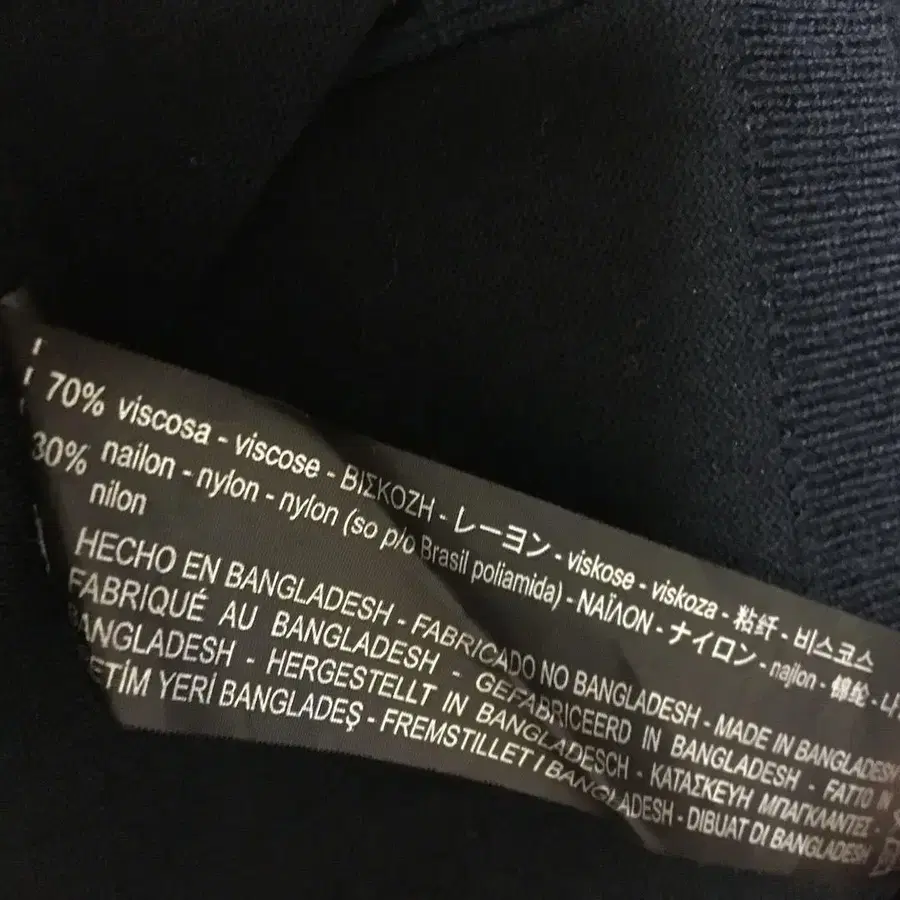 70% viscosa - viscose - ΒΙΣΚΟΖΗ - レーヨン - viskose - viskoza - 粘纤 - 비스코스
30% nailon - nylon - nylon (so p/o Brasil poliamida) - ΝΑΪΛΟΝ - ナイロン - najlon - 锦纶
nilon
HECHO EN BANGLADESH - FABRICADO NO BANGLADESH - MADE IN BANGLADESH
FABRIQUÉ AU BANGLADESH - GEFABRICEERD IN BANGLADESH - FATTO IN
BANGLADESH - HERGESTELLT IN BANGLADESCH - ΚΑΤΑΣΚΕΥΗ ΜΠΑΓΚΛΑΝΤΕΣ -
ETİM YERİ BANGLADEŞ - FREMSTILLET I BANGLADESH - DIBUAT DI BANGLADESH